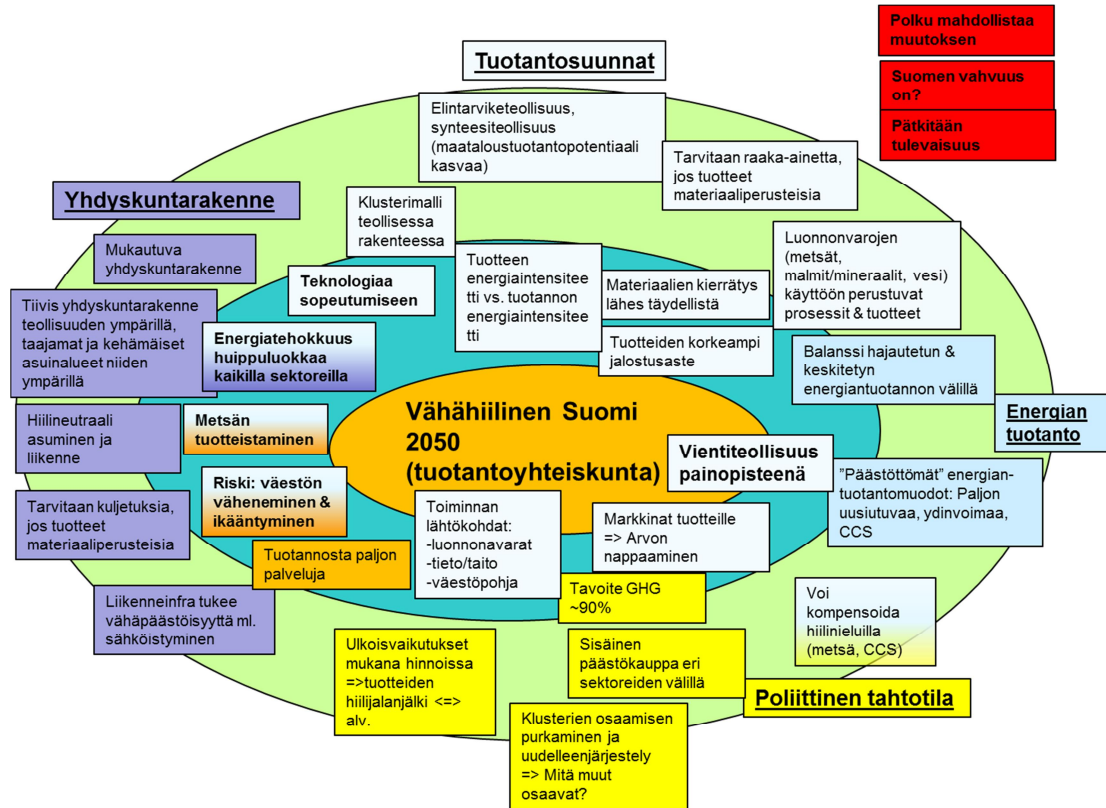 Polku mahdollistaa
muutoksen
Suomen vahvuus
on?
Pätkitään
tulevaisuus
Tuotantosuunnat
Elintarviketeollisuus,
synteesiteollisuus
(maataloustuotantopotentiaali
kasvaa)
Tarvitaan raaka-ainetta,
jos tuotteet
materiaaliperusteisia
Yhdyskuntarakenne
Klusterimalli
teollisessa
rakenteessa
Mukautuva
yhdyskuntarakenne
Teknologiaa
sopeutumiseen
Tuotteen
energiaintensitee
tti vs. tuotannon
energiaintensitee
tti
Materiaalien kierrätys
lähes täydellistä
Luonnonvarojen
(metsät,
malmit/mineraalit, vesi)
käyttöön perustuvat
prosessit & tuotteet
Tiivis yhdyskuntarakenne
teollisuuden ympärillä,
taajamat ja kehämäiset
asuinalueet niiden
ympärillä
Energiatehokkuus
huippuluokkaa
kaikilla sektoreilla
Tuotteiden korkeampi
jalostusaste
Balanssi hajautetun &
keskitetyn
energiantuotannon välillä
Hiilineutraali
asuminen ja
liikenne
Metsän
tuotteistaminen
Vähähiilinen Suomi
2050
(tuotantoyhteiskunta)
Vientiteollisuus
painopisteenä
Energian
tuotanto
Tarvitaan kuljetuksia,
jos tuotteet
materiaaliperusteisia
Riski: väestön
väheneminen &
ikääntyminen
Toiminnan
lähtökohdat:
-luonnonavarat
-tieto/taito
-väestöpohja
Markkinat tuotteille
=> Arvon
nappaaminen
”Päästöttömät” energian-
tuotantomuodot: Paljon
uusiutuvaa, ydinvoimaa,
CCS
Tuotannosta paljon
palveluja
Tavoite GHG
~90%
Liikenneinfra tukee
vähäpäästöisyyttä ml.
sähköistyminen
Voi
kompensoida
hiilinieluilla
(metsä, CCS)
Ulkoisvaikutukset
mukana hinnoissa
=>tuotteiden
hiilijalanjälki <=>
alv.
Sisäinen
päästökauppa eri
sektoreiden välillä
Poliittinen tahtotila
Klusterien osaamisen
purkaminen ja
uudelleenjärjestely
=> Mitä muut
osaavat?